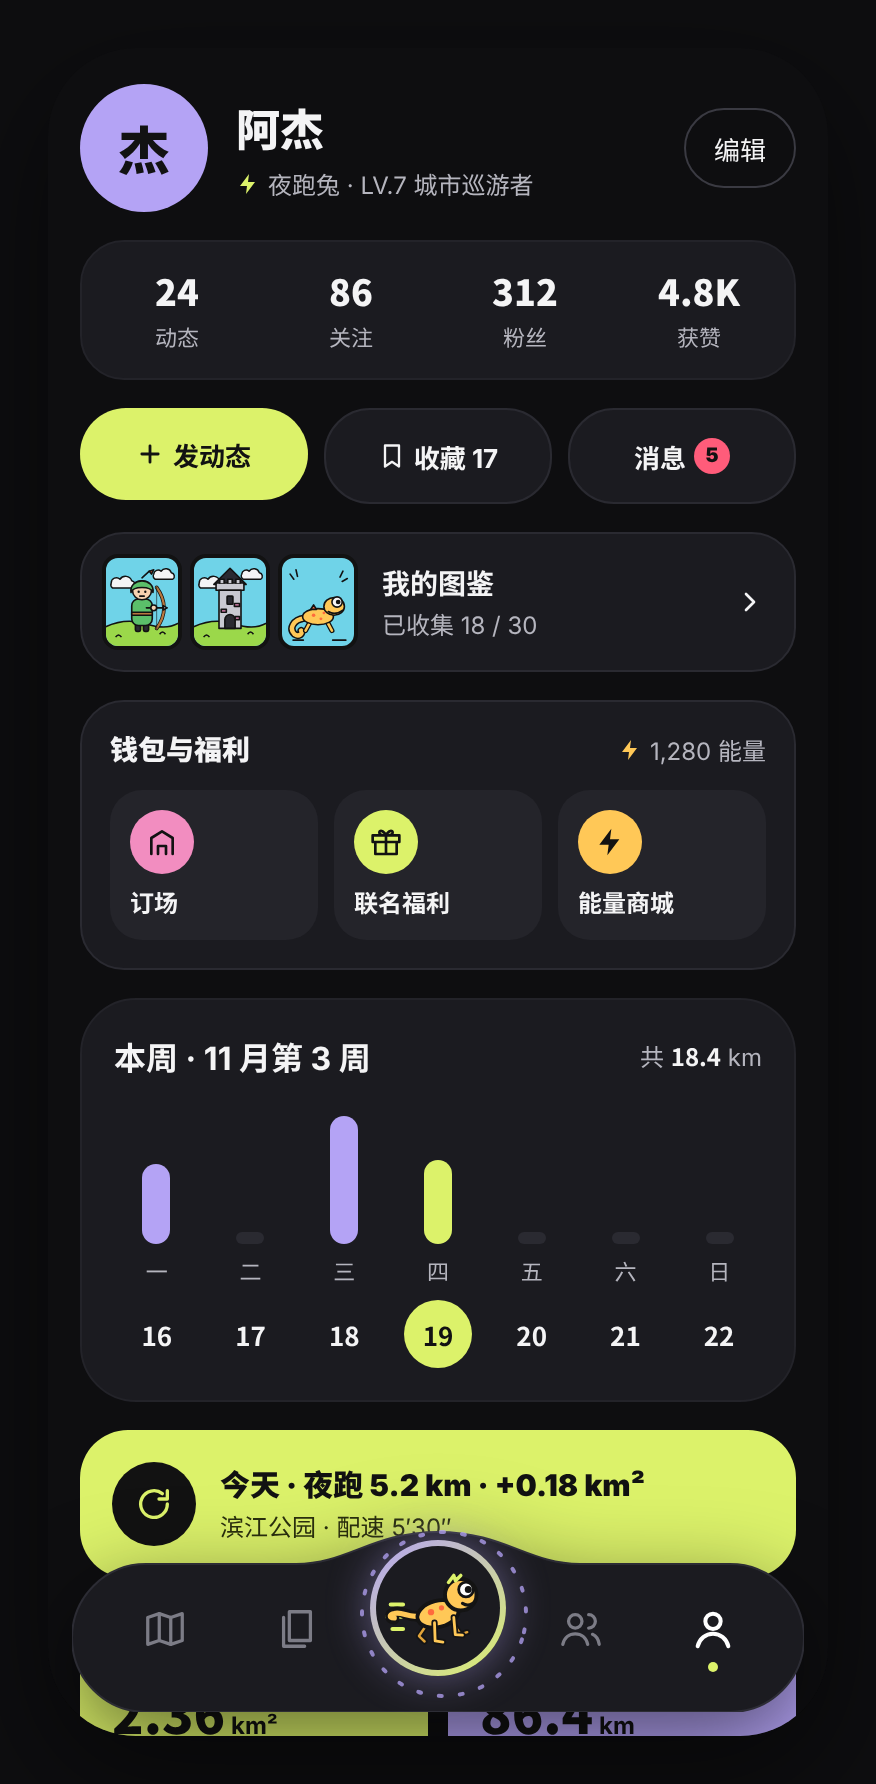 杰
阿杰
夜跑兔 · LV.7 城市巡游者
编辑
24 86 312 4.8K
动态 关注 粉丝 获赞
+ 发动态
收藏 17
消息 5
我的图鉴
已收集 18 / 30
钱包与福利
1,280 能量
订场 联名福利 能量商城
本周 · 11 月第 3 周
共 18.4 km
一 二 三 四 五 六 日
16 17 18 19 20 21 22
今天 · 夜跑 5.2 km · +0.18 km²
滨江公园 · 配速 5'30''
2.36 km²
86.4 km